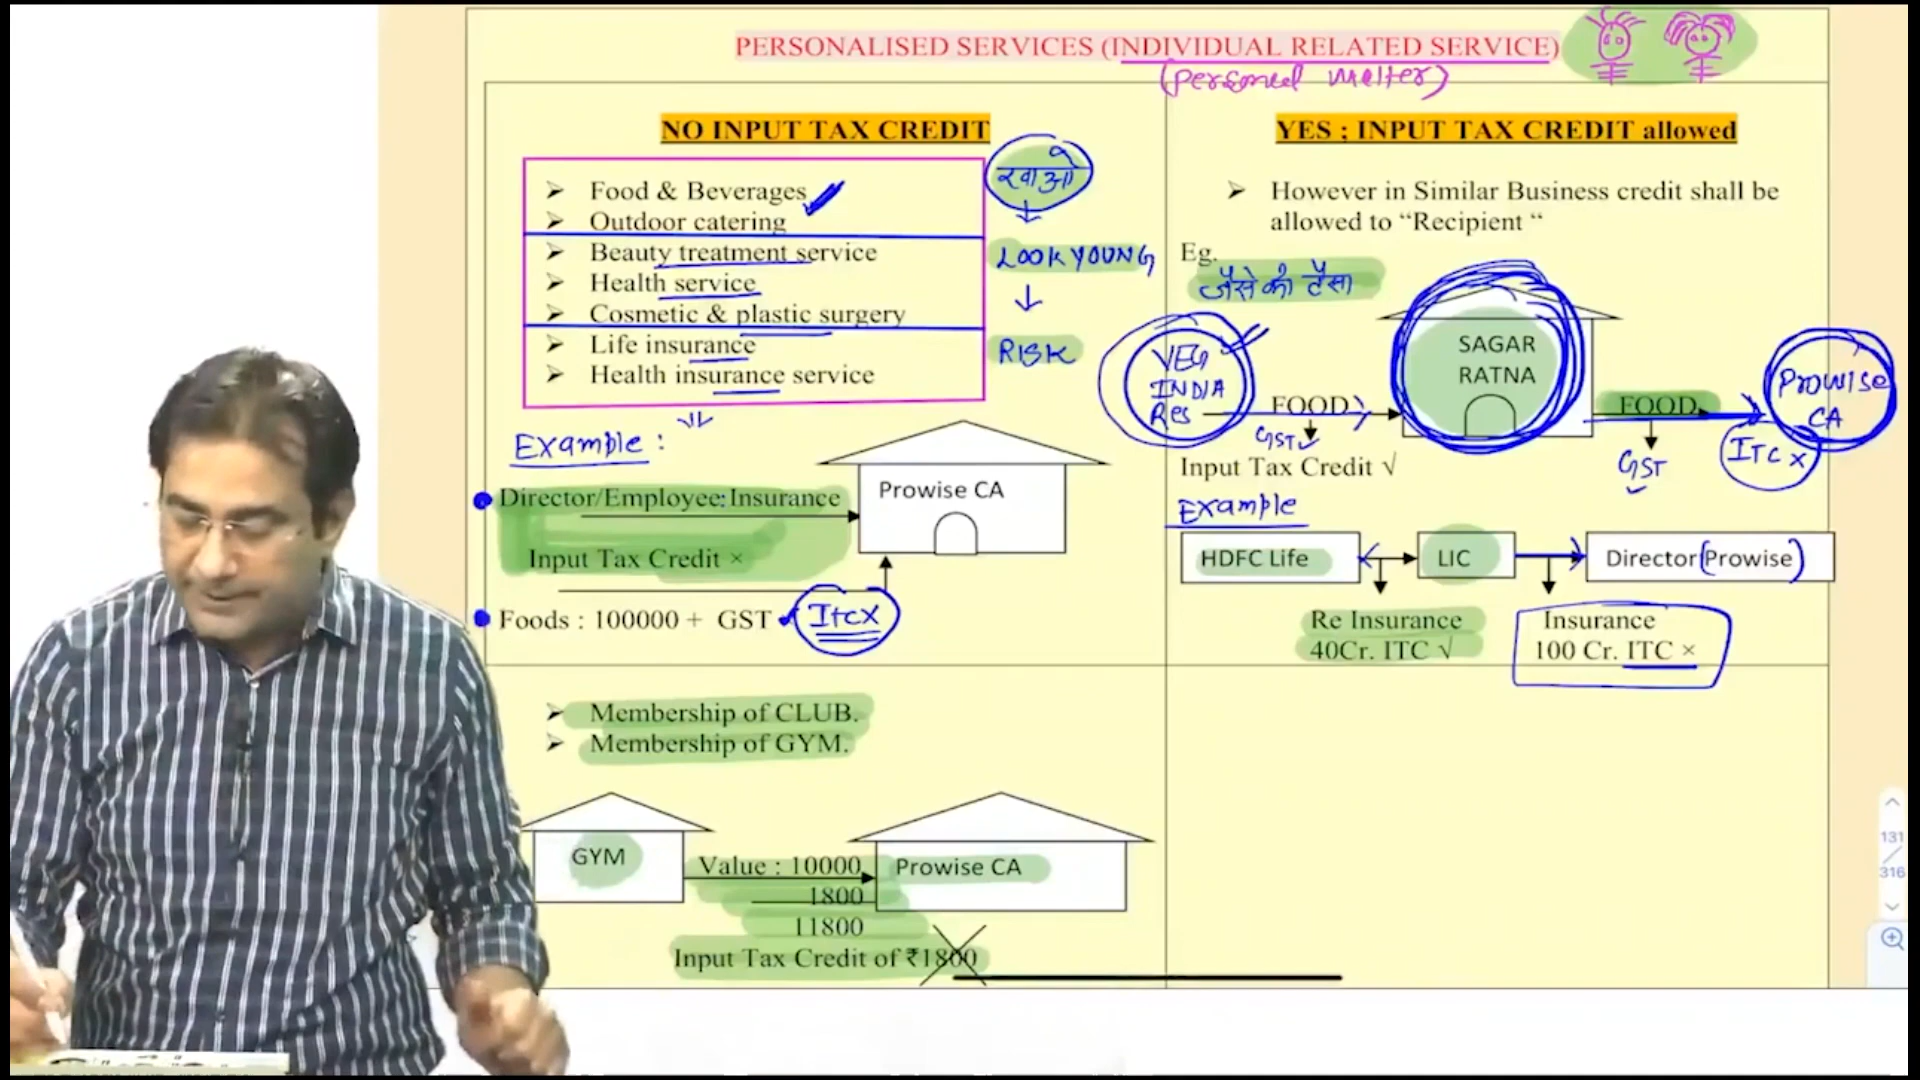 PERSONALISED SERVICES (INDIVIDUAL RELATED SERVICE)
(personal matter)
NO INPUT TAX CREDIT
➢ Food & Beverages
➢ Outdoor catering
➢ Beauty treatment service
➢ Health service
➢ Cosmetic & plastic surgery
➢ Life insurance
➢ Health insurance service
खाओ
LOOK YOUNG
RISK
Example :
Director/Employee: Insurance
Input Tax Credit ×
Prowise CA
Foods : 100000 + GST
ITCX
➢ Membership of CLUB.
➢ Membership of GYM.
GYM
Value : 10000
1800
11800
Prowise CA
Input Tax Credit of ₹1800
YES ; INPUT TAX CREDIT allowed
➢ However in Similar Business credit shall be
allowed to “Recipient “
Eg.
जैसे को तैसा
VEG
INDIA
Res
FOOD
GST
SAGAR
RATNA
FOOD
GST
PROWISE
CA
ITC x
Input Tax Credit √
Example
HDFC Life
LIC
Director(Prowise)
Re Insurance
40Cr. ITC √
Insurance
100 Cr. ITC ×
131
/
316